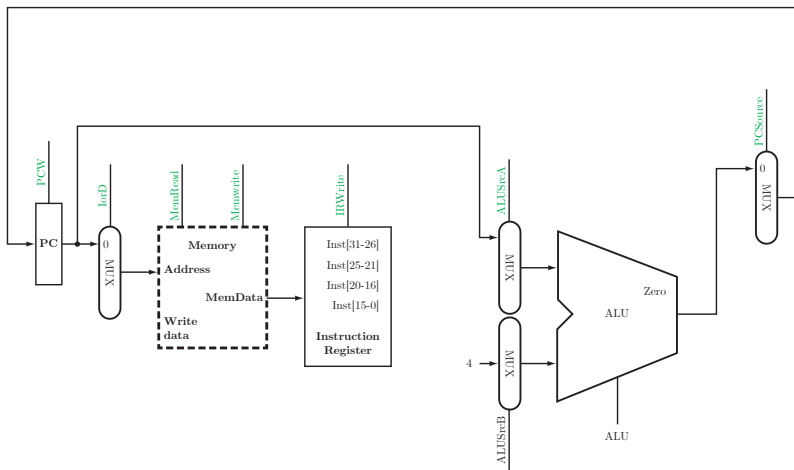 PCW
PC
IorD
0
MUX
MemRead
Memwrite
Memory
Address
MemData
Write
data
IRWrite
Inst[31-26]
Inst[25-21]
Inst[20-16]
Inst[15-0]
Instruction
Register
ALUSrcA
MUX
4
MUX
ALUSrcB
Zero
ALU
ALU
PCSource
0
MUX